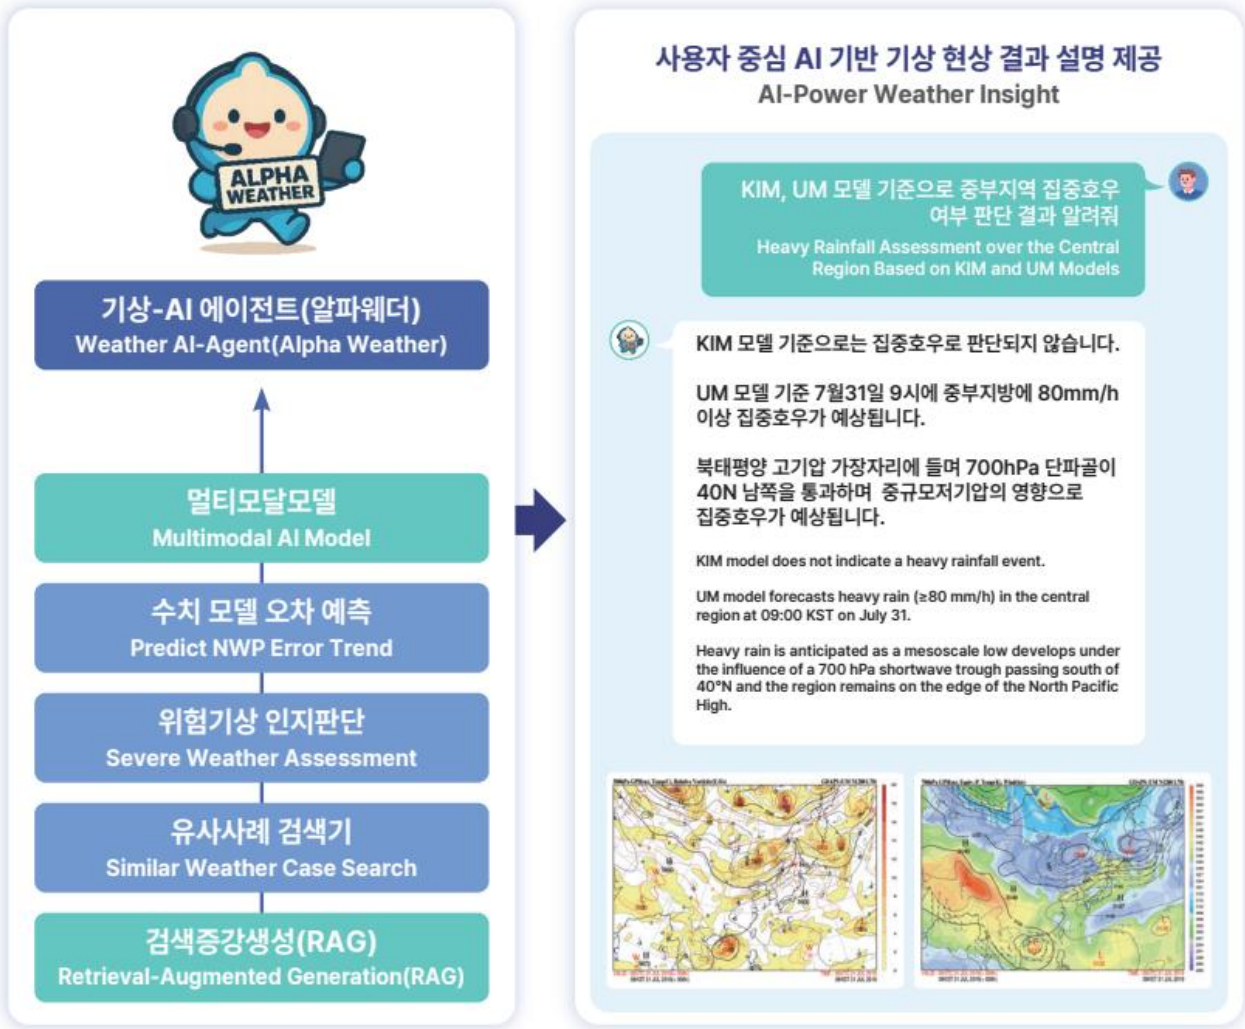 ALPHA
WEATHER
기상-AI 에이전트(알파웨더)
Weather AI-Agent(Alpha Weather)
멀티모달모델
Multimodal AI Model
수치 모델 오차 예측
Predict NWP Error Trend
위험기상 인지판단
Severe Weather Assessment
유사사례 검색기
Similar Weather Case Search
검색증강생성(RAG)
Retrieval-Augmented Generation(RAG)
사용자 중심 AI 기반 기상 현상 결과 설명 제공
AI-Power Weather Insight
KIM, UM 모델 기준으로 중부지역 집중호우
여부 판단 결과 알려줘
Heavy Rainfall Assessment over the Central
Region Based on KIM and UM Models
KIM 모델 기준으로는 집중호우로 판단되지 않습니다.
UM 모델 기준 7월31일 9시에 중부지방에 80mm/h
이상 집중호우가 예상됩니다.
북태평양 고기압 가장자리에 들며 700hPa 단파골이
40N 남쪽을 통과하며 중규모저기압의 영향으로
집중호우가 예상됩니다.
KIM model does not indicate a heavy rainfall event.
UM model forecasts heavy rain (≥80 mm/h) in the central
region at 09:00 KST on July 31.
Heavy rain is anticipated as a mesoscale low develops under
the influence of a 700 hPa shortwave trough passing south of
40°N and the region remains on the edge of the North Pacific
High.